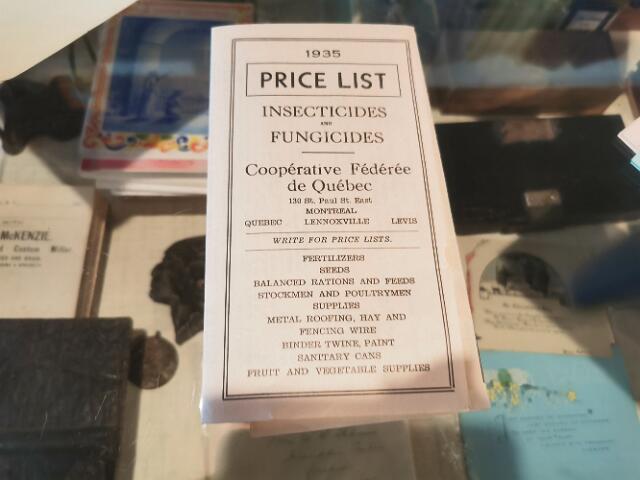 1935
PRICE LIST
INSECTICIDES
AND
FUNGICIDES
Coopérative Fédérée
de Québec
130 St. Paul St. East
MONTREAL
QUEBEC LENNOXVILLE LEVIS
WRITE FOR PRICE LISTS.
FERTILIZERS
SEEDS
BALANCED RATIONS AND FEEDS
STOCKMEN AND POULTRYMEN
SUPPLIES
METAL ROOFING, HAY AND
FENCING WIRE
BINDER TWINE, PAINT
SANITARY CANS
FRUIT AND VEGETABLE SUPPLIES
McKENZIE
Custom Miller